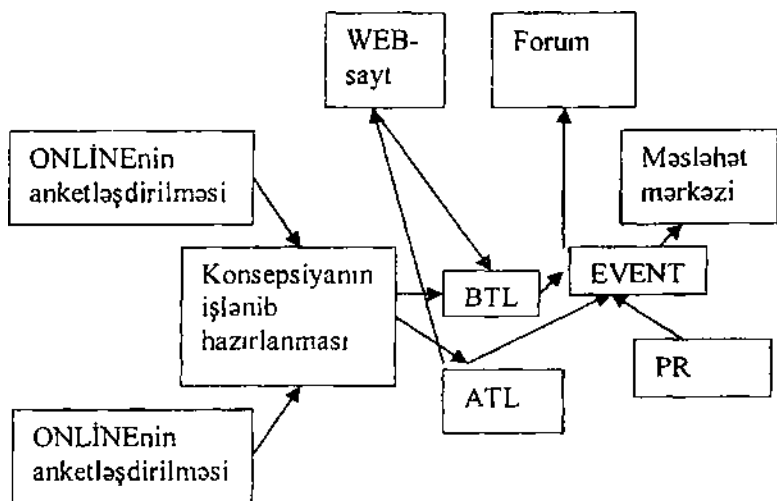 WEB-
sayt
Forum
ONLİNEnin
anketləşdirilməsi
Məsləhət
mərkəzi
Konsepsiyanın
işlənib
hazırlanması
BTL
EVENT
PR
ATL
ONLİNEnin
anketləşdirilməsi